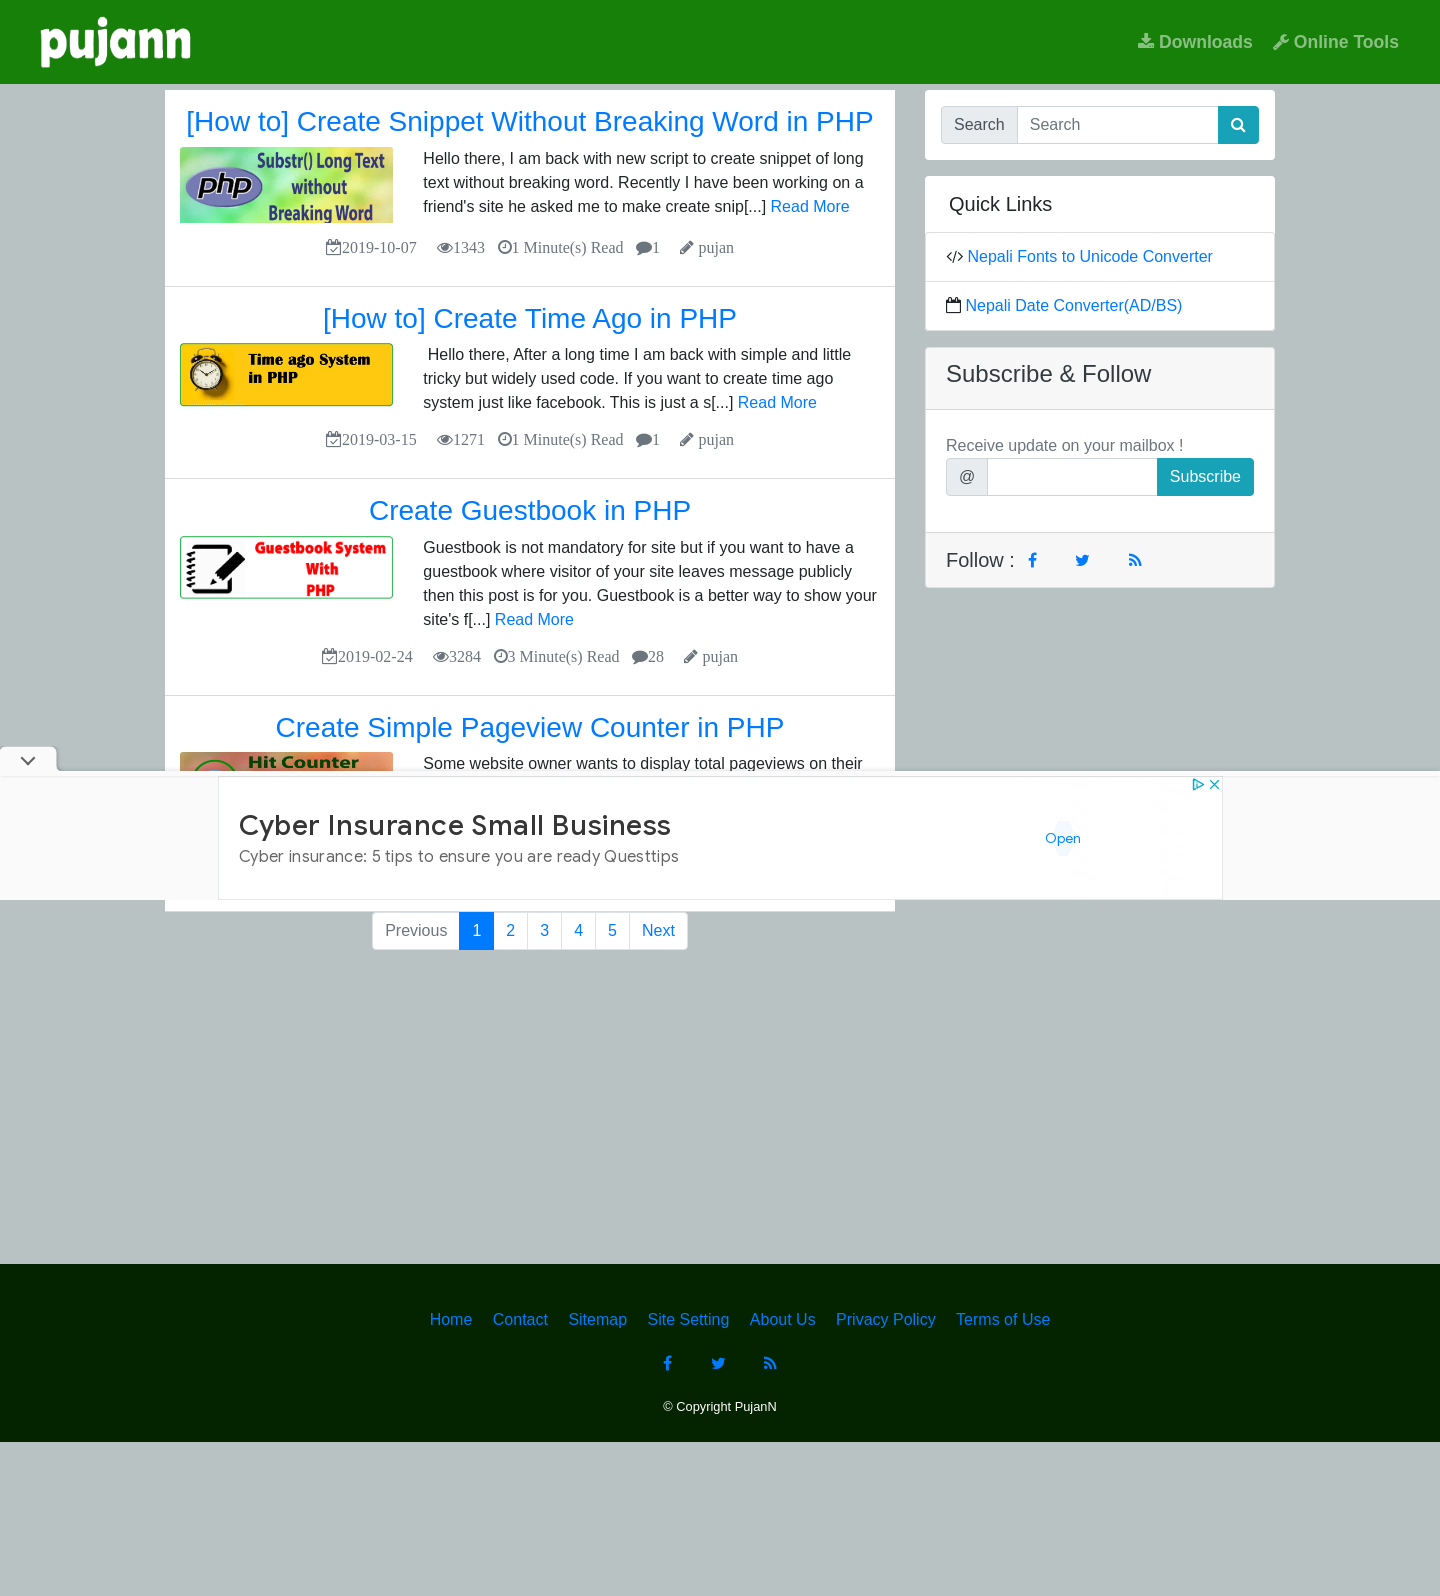 pujann
Downloads
Online Tools
[How to] Create Snippet Without Breaking Word in PHP
Substr() Long Text
without
Breaking Word
php
Hello there, I am back with new script to create snippet of long
text without breaking word. Recently I have been working on a
friend's site he asked me to make create snip[...] Read More
2019-10-07 1343 1 Minute(s) Read 1 pujan
[How to] Create Time Ago in PHP
Time ago System
in PHP
Hello there, After a long time I am back with simple and little
tricky but widely used code. If you want to create time ago
system just like facebook. This is just a s[...] Read More
2019-03-15 1271 1 Minute(s) Read 1 pujan
Create Guestbook in PHP
Guestbook System
With
PHP
Guestbook is not mandatory for site but if you want to have a
guestbook where visitor of your site leaves message publicly
then this post is for you. Guestbook is a better way to show your
site's f[...] Read More
2019-02-24 3284 3 Minute(s) Read 28 pujan
Create Simple Pageview Counter in PHP
Hit Counter
Some website owner wants to display total pageviews on their
Search Search
Quick Links
Nepali Fonts to Unicode Converter
Nepali Date Converter(AD/BS)
Subscribe & Follow
Receive update on your mailbox !
@ Subscribe
Follow :
Cyber Insurance Small Business
Cyber insurance: 5 tips to ensure you are ready Questtips
Open
Previous 1 2 3 4 5 Next
Home Contact Sitemap Site Setting About Us Privacy Policy Terms of Use
© Copyright PujanN